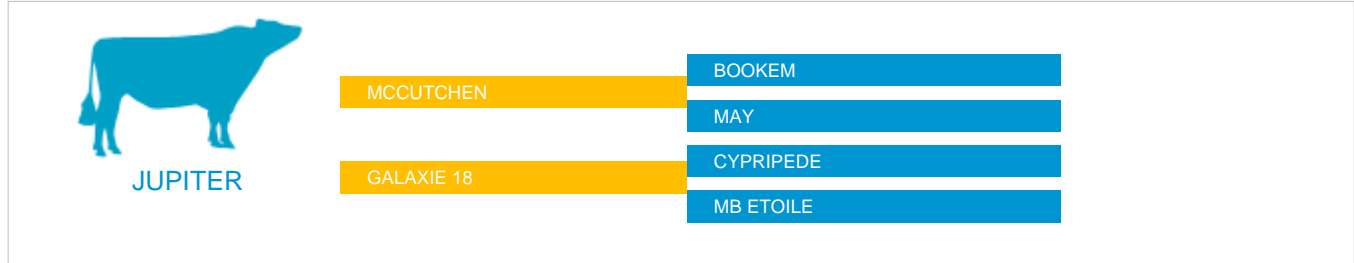 JUPITER
MCCUTCHEN
GALAXIE 18
BOOKEM
MAY
CYPRIPEDE
MB ETOILE